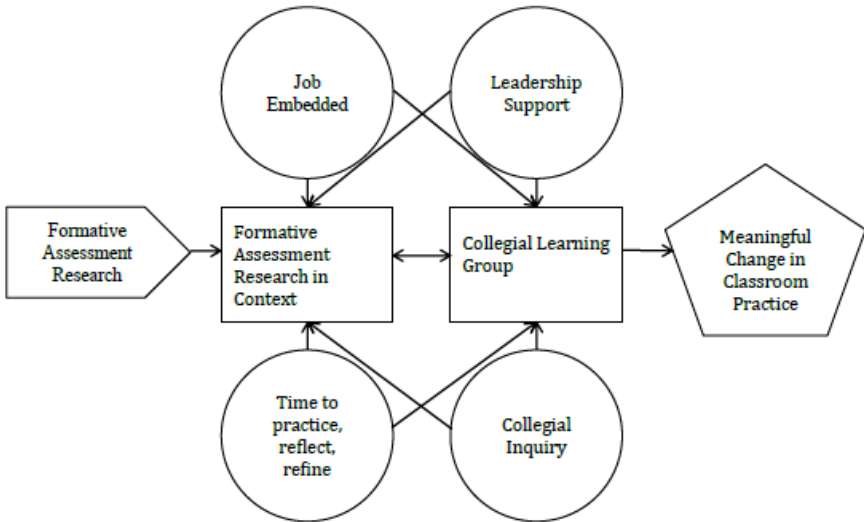 Job
Embedded
Leadership
Support
Formative
Assessment
Research
Formative
Assessment
Research in
Context
Collegial Learning
Group
Meaningful
Change in
Classroom
Practice
Time to
practice,
reflect,
refine
Collegial
Inquiry